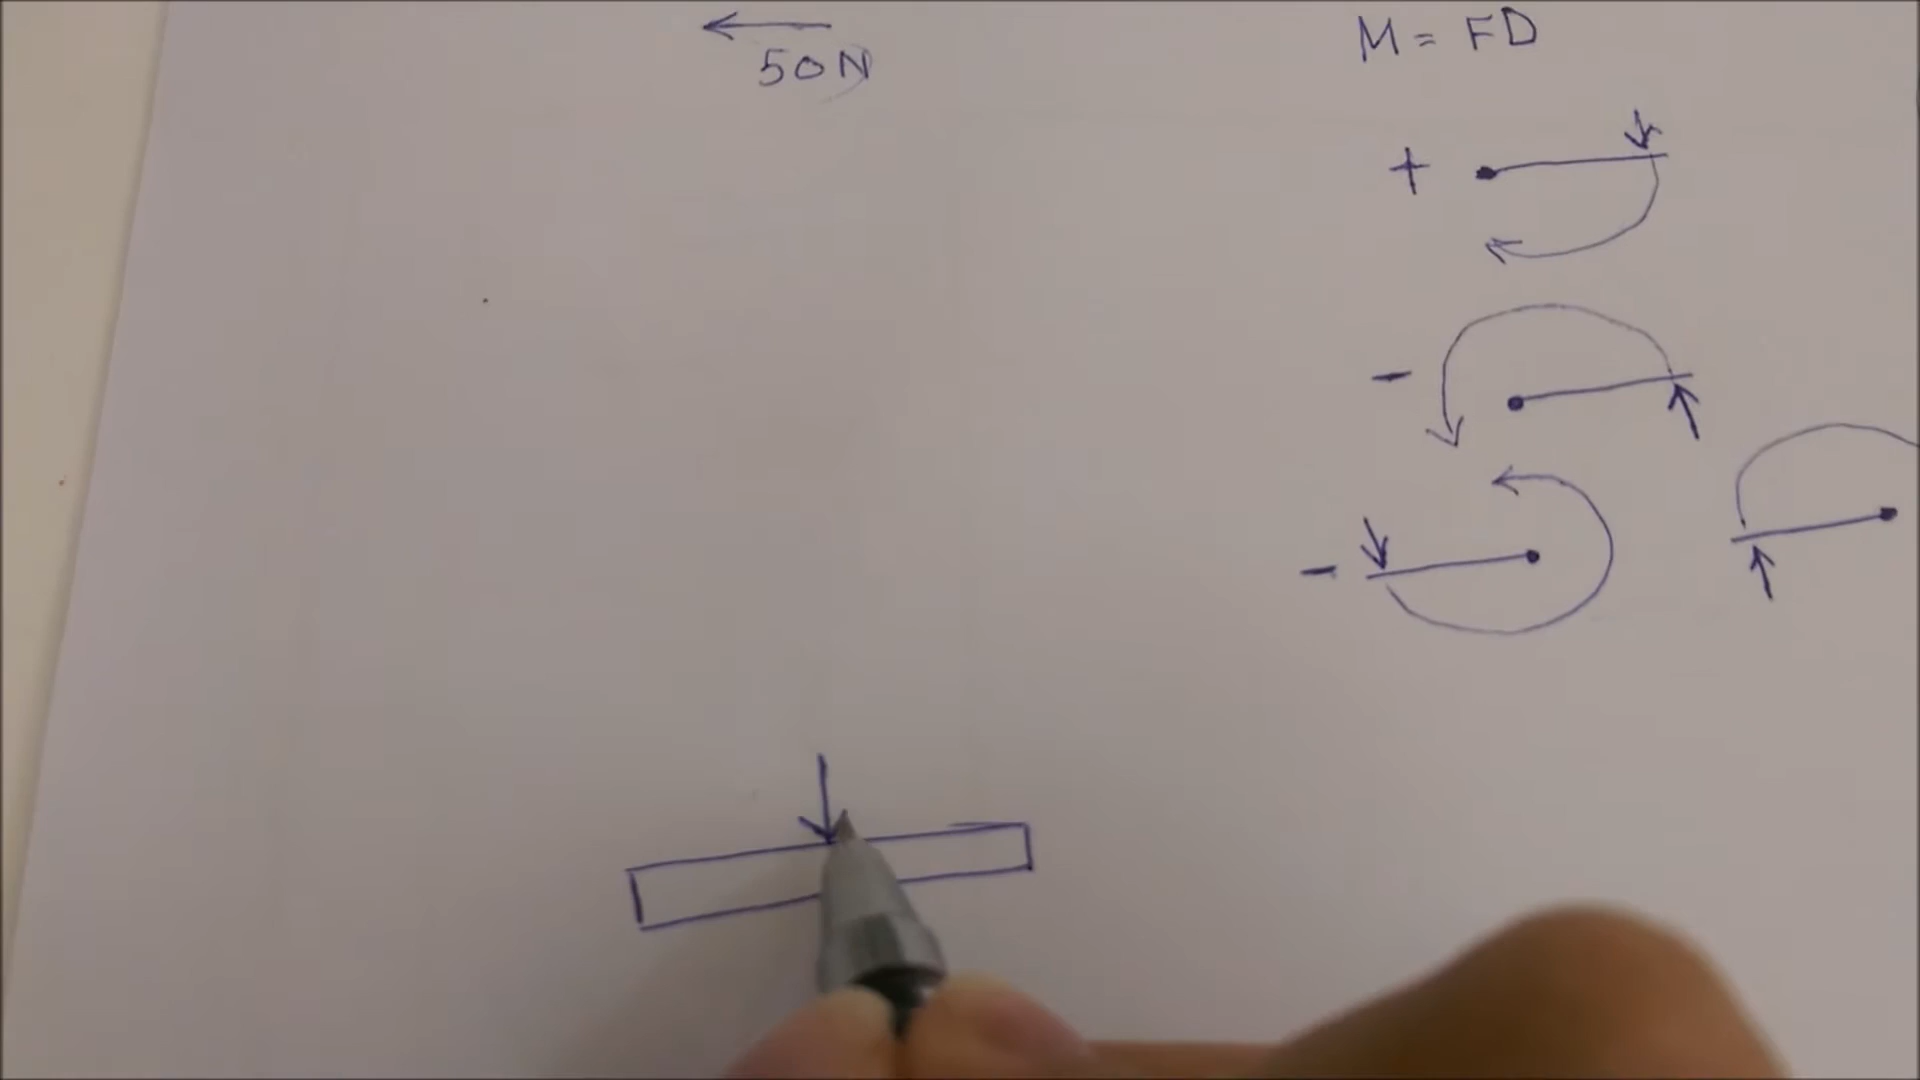 50N
M = FD
+
-
-